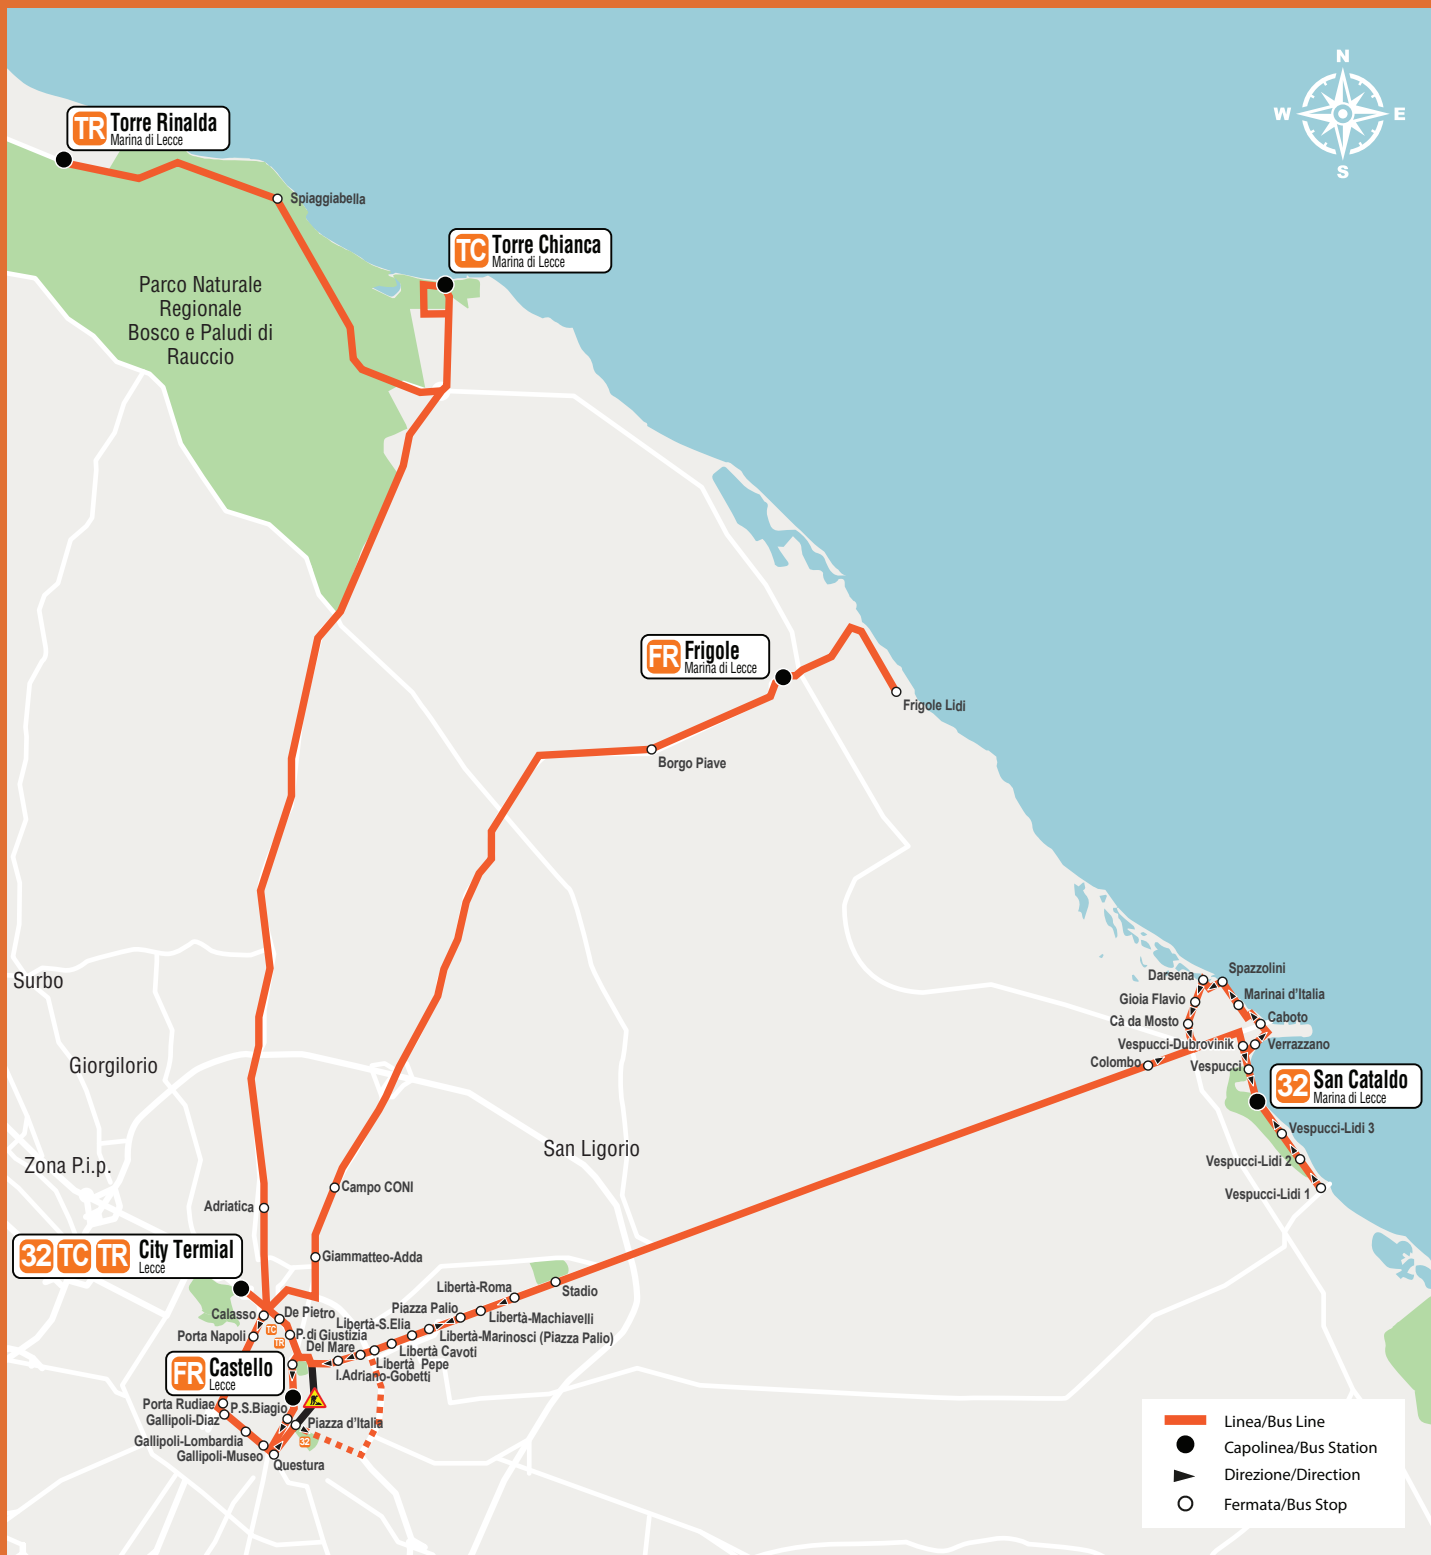 N
W
E
S
TR
Torre Rinalda
Marina di Lecce
Spiaggiabella
TC
Torre Chianca
Marina di Lecce
Parco Naturale
Regionale
Bosco e Paludi di
Rauccio
FR
Frigole
Marina di Lecce
Frigole Lidi
Borgo Piave
Surbo
Giorgilorio
Zona P.i.p.
San Ligorio
Darsena
Spazzolini
Gioia Flavio
Marinai d'Italia
Cà da Mosto
Caboto
Vespucci-Dubrovinik
Verrazzano
Colombo
Vespucci
32
San Cataldo
Marina di Lecce
Vespucci-Lidi 3
Vespucci-Lidi 2
Vespucci-Lidi 1
Campo CONI
Adriatica
32 TC TR
City Termial
Lecce
Giammatteo-Adda
Calasso
De Pietro
TC
TR
Porta Napoli
P. di Giustizia
Del Mare
Libertà-Roma
Stadio
Piazza Palio
Libertà-Machiavelli
Libertà-S.Elia
Libertà-Marinosci (Piazza Palio)
Libertà Cavoti
Libertà Pepe
I.Adriano-Gobetti
FR
Castello
Lecce
Porta Rudiae
P.S.Biagio
Gallipoli-Diaz
Piazza d'Italia
32
Gallipoli-Lombardia
Gallipoli-Museo
Questura
Linea/Bus Line
Capolinea/Bus Station
Direzione/Direction
Fermata/Bus Stop